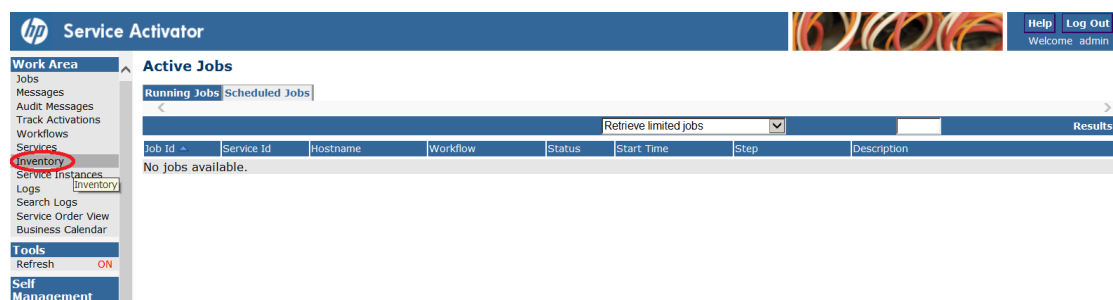 hp Service Activator
Help Log Out
Welcome admin
Work Area
Jobs
Messages
Audit Messages
Track Activations
Workflows
Services
Inventory
Service Instances
Inventory
Logs
Search Logs
Service Order View
Business Calendar
Tools
Refresh ON
Self
Management
Active Jobs
Running Jobs Scheduled Jobs
Retrieve limited jobs Results
Job Id Service Id Hostname Workflow Status Start Time Step Description
No jobs available.